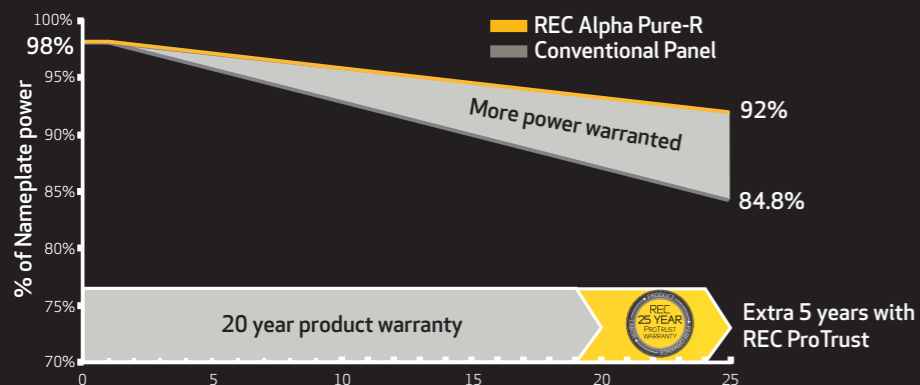 100%
98%
95%
90%
85%
80%
75%
70%
% of Nameplate power
REC Alpha Pure-R
Conventional Panel
More power warranted
92%
84.8%
20 year product warranty
PRODUCT
REC
25 YEAR
PROTRUST
WARRANTY
PERFORMANCE
Extra 5 years with
REC ProTrust
0
5
10
15
20
25